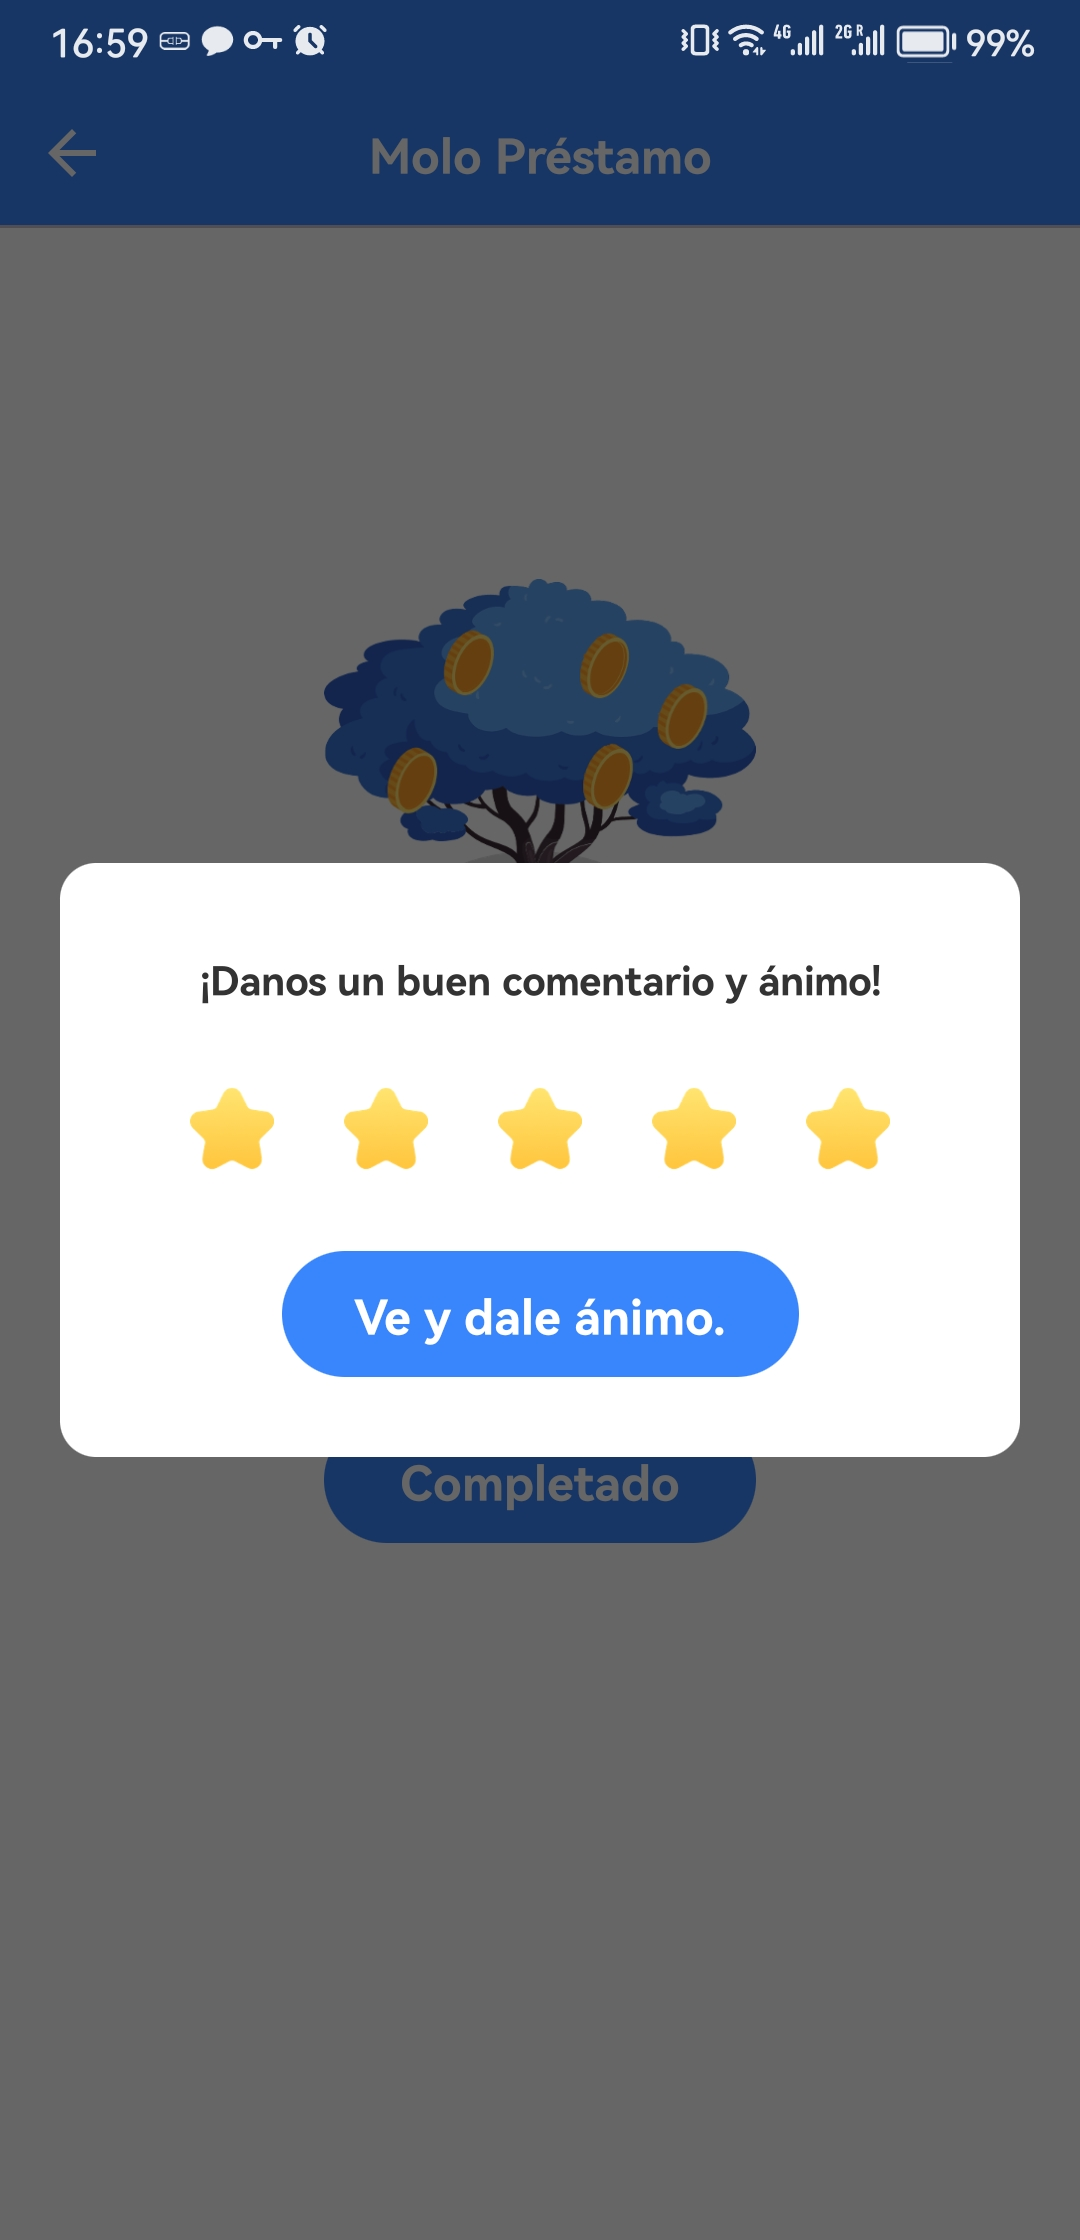 16:59 4G 2G R 99%
Molo Préstamo
¡Danos un buen comentario y ánimo!
Ve y dale ánimo.
Completado